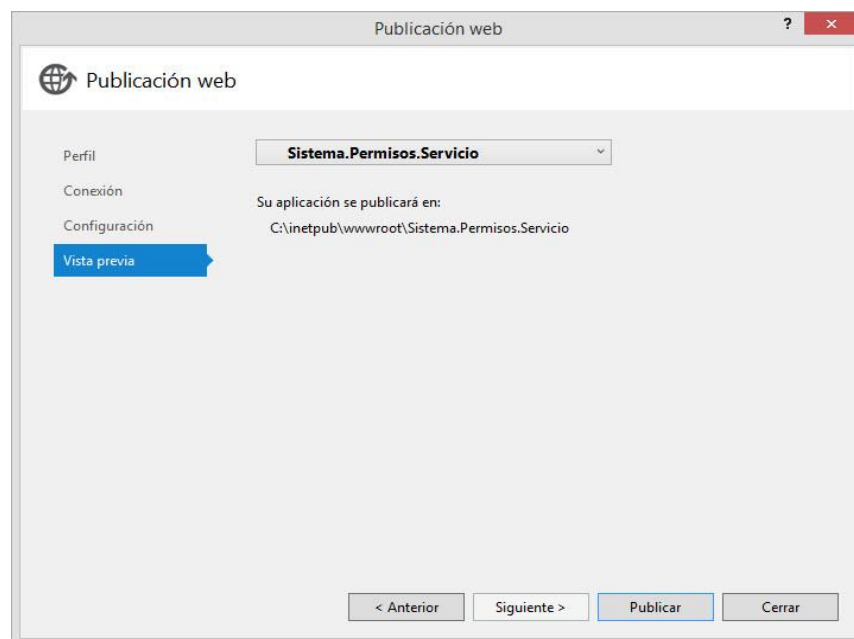 Publicación web
?
Publicación web
Perfil
Sistema.Permisos.Servicio
Conexión
Su aplicación se publicará en:
Configuración
C:\inetpub\wwwroot\Sistema.Permisos.Servicio
Vista previa
< Anterior
Siguiente >
Publicar
Cerrar